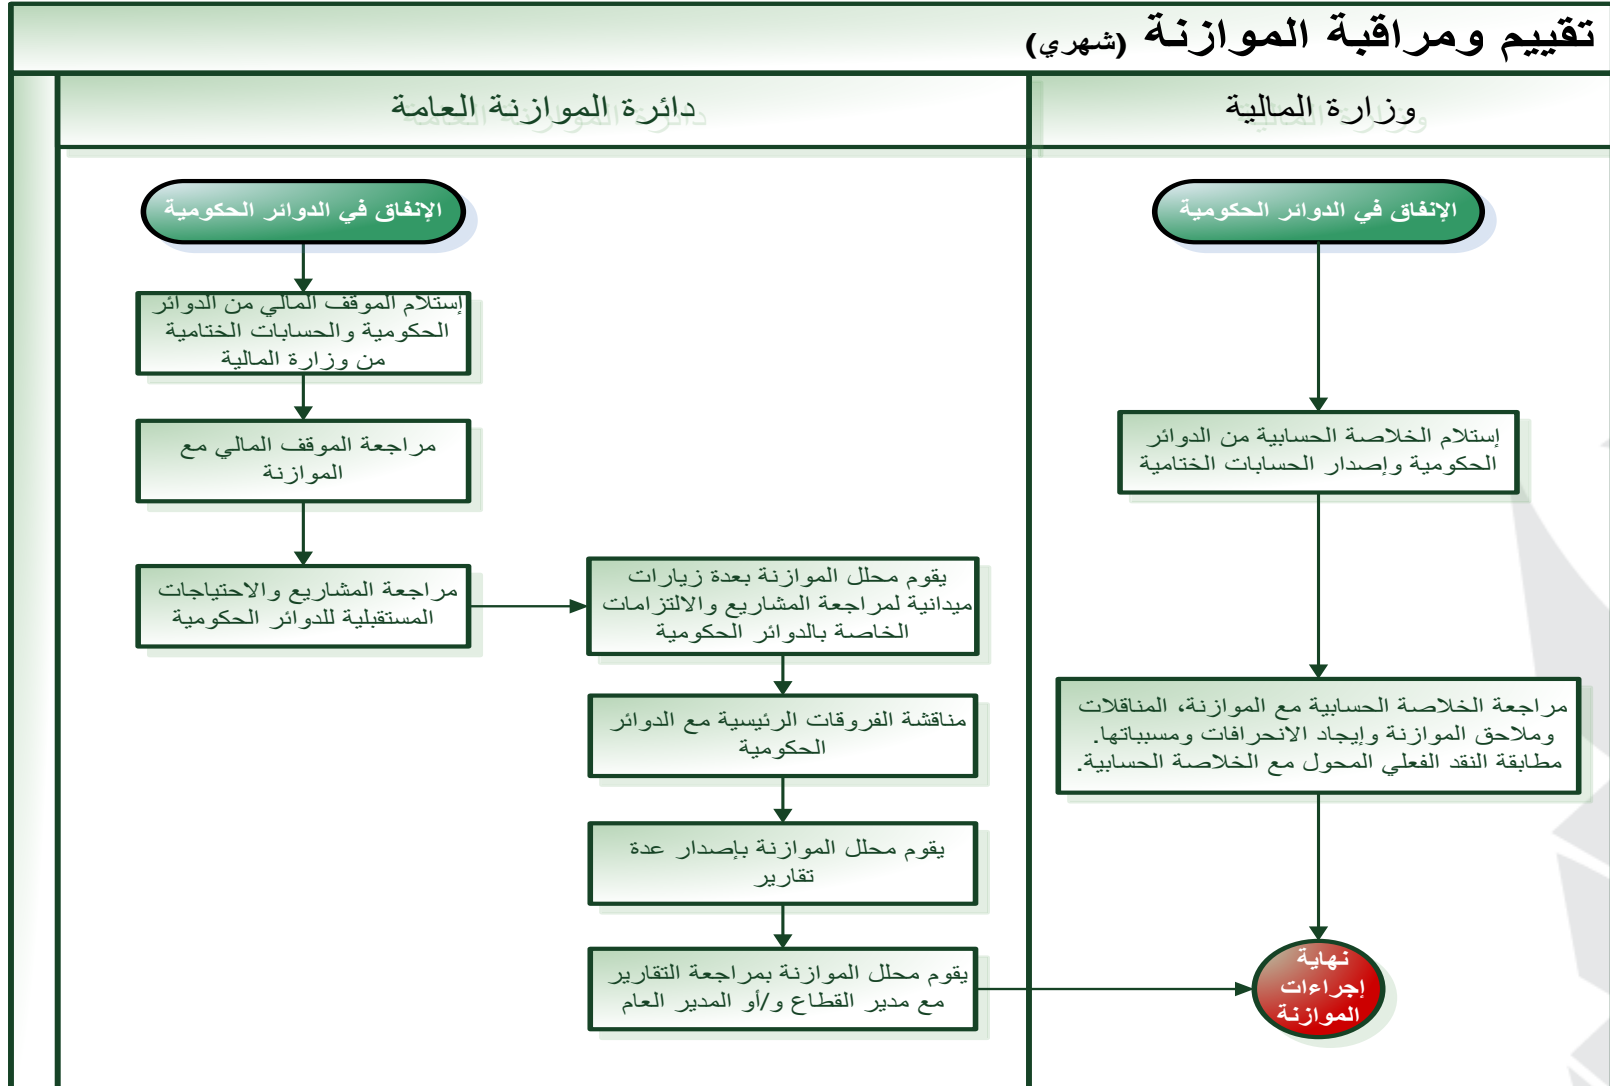 تقييم ومراقبة الموازنة (شهري)
وزارة المالية
دائرة الموازنة العامة
الإنفاق في الدوائر الحكومية
إستلام الخلاصة الحسابية من الدوائر
الحكومية وإصدار الحسابات الختامية
مراجعة الخلاصة الحسابية مع الموازنة، المناقلات
وملاحق الموازنة وإيجاد الانحرافات ومسبباتها.
مطابقة النقد الفعلي المحول مع الخلاصة الحسابية.
نهاية
إجراءات
الموازنة
الإنفاق في الدوائر الحكومية
إستلام الموقف المالي من الدوائر
الحكومية والحسابات الختامية
من وزارة المالية
مراجعة الموقف المالي مع
الموازنة
مراجعة المشاريع والاحتياجات
المستقبلية للدوائر الحكومية
يقوم محلل الموازنة بعدة زيارات
ميدانية لمراجعة المشاريع والالتزامات
الخاصة بالدوائر الحكومية
مناقشة الفروقات الرئيسية مع الدوائر
الحكومية
يقوم محلل الموازنة بإصدار عدة
تقارير
يقوم محلل الموازنة بمراجعة التقارير
مع مدير القطاع و/أو المدير العام